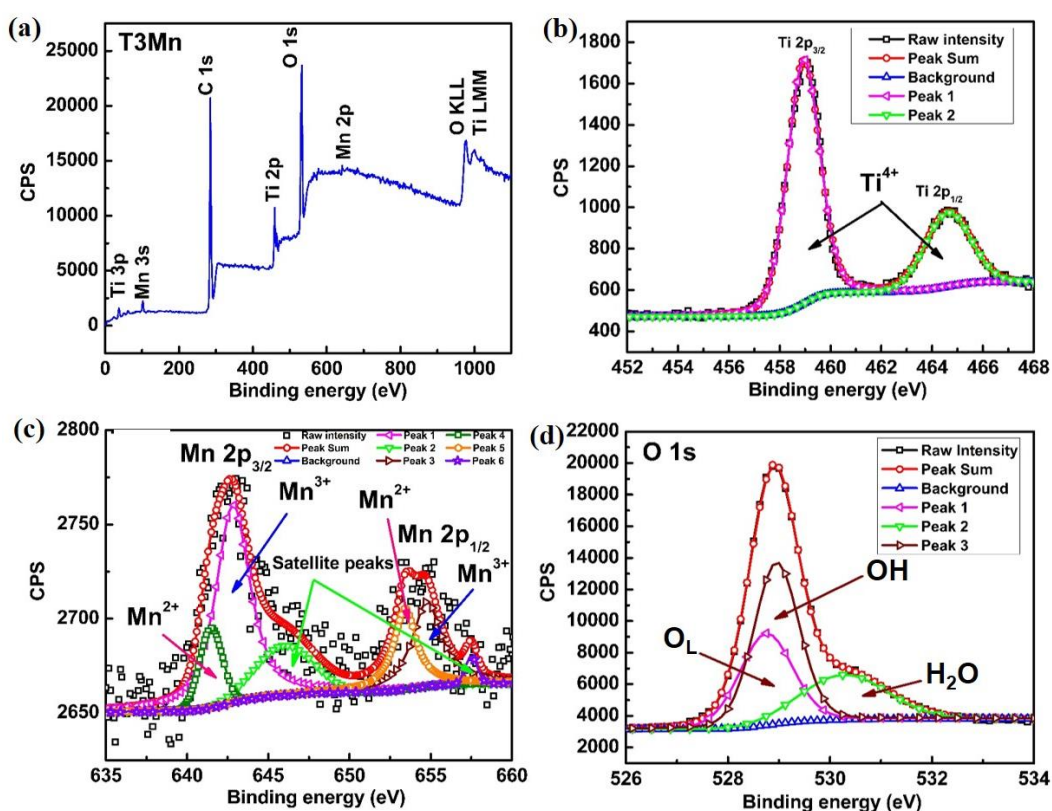 (a)
T3Mn
CPS
25000
20000
15000
10000
5000
0
Ti 3p
Mn 3s
C 1s
Ti 2p
O 1s
Mn 2p
O KLL
Ti LMM
0 200 400 600 800 1000
Binding energy (eV)
(b)
CPS
1800
1600
1400
1200
1000
800
600
400
Ti 2p3/2
Raw intensity
Peak Sum
Background
Peak 1
Peak 2
Ti4+
Ti 2p1/2
452 454 456 458 460 462 464 466 468
Binding energy (eV)
(c)
CPS
2800
2750
2700
2650
Raw intensity Peak 1 Peak 4
Peak Sum Peak 2 Peak 5
Background Peak 3 Peak 6
Mn 2p3/2
Mn3+
Mn2+
Mn 2p1/2
Satellite peaks
Mn3+
Mn2+
635 640 645 650 655 660
Binding energy (eV)
(d)
O 1s
CPS
20000
18000
16000
14000
12000
10000
8000
6000
4000
2000
Raw Intensity
Peak Sum
Background
Peak 1
Peak 2
Peak 3
OH
OL
H2O
526 528 530 532 534
Binding energy (eV)